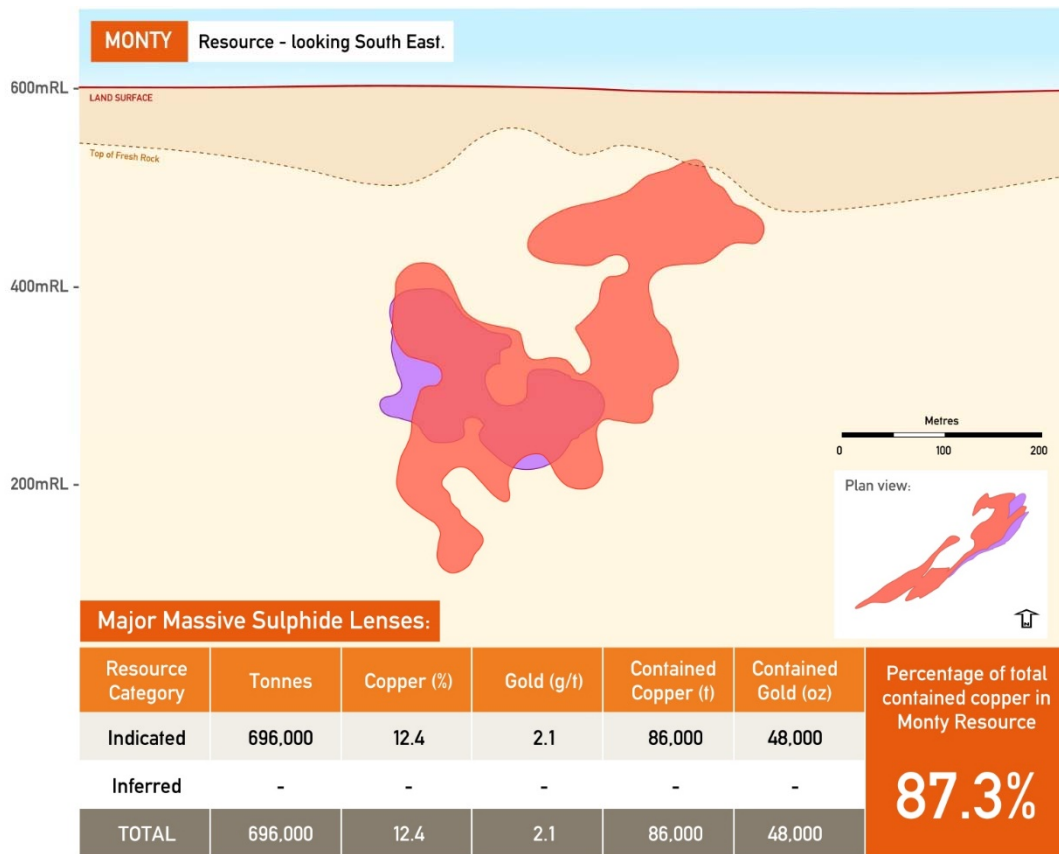 MONTY Resource - looking South East.
600mRL
LAND SURFACE
Top of Fresh Rock
400mRL
200mRL
Metres
0 100 200
Plan view:
N
Major Massive Sulphide Lenses:
Resource Category Tonnes Copper (%) Gold (g/t) Contained Copper (t) Contained Gold (oz)
Indicated 696,000 12.4 2.1 86,000 48,000
Inferred - - - - -
TOTAL 696,000 12.4 2.1 86,000 48,000
Percentage of total
contained copper in
Monty Resource
87.3%